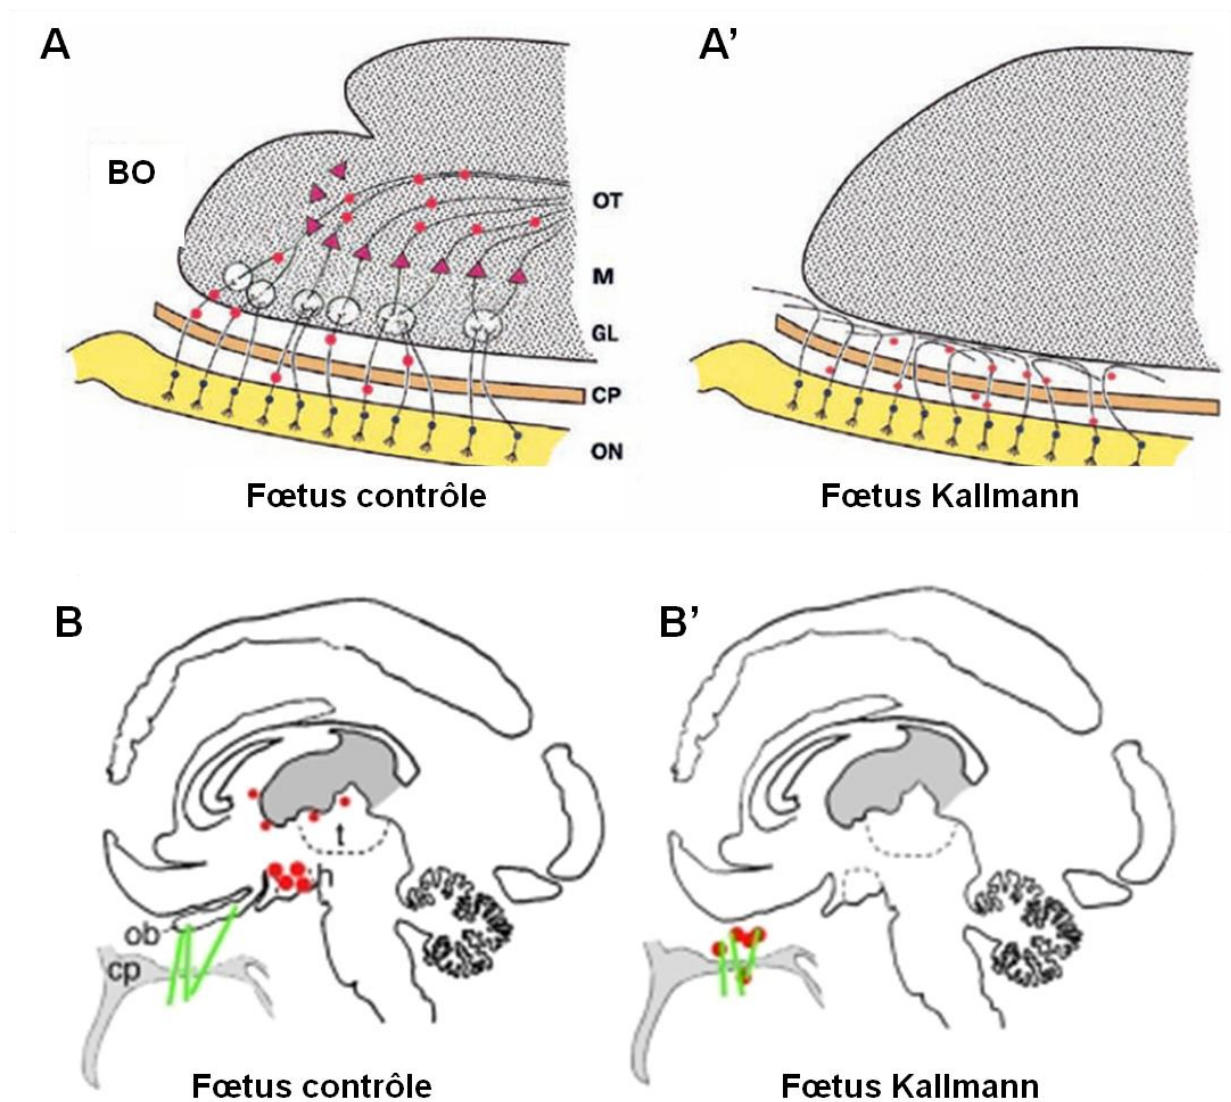 A
A’
BO
OT
M
GL
CP
ON
Fœtus contrôle
Fœtus Kallmann
B
B’
t
h
ob
cp
Fœtus contrôle
Fœtus Kallmann